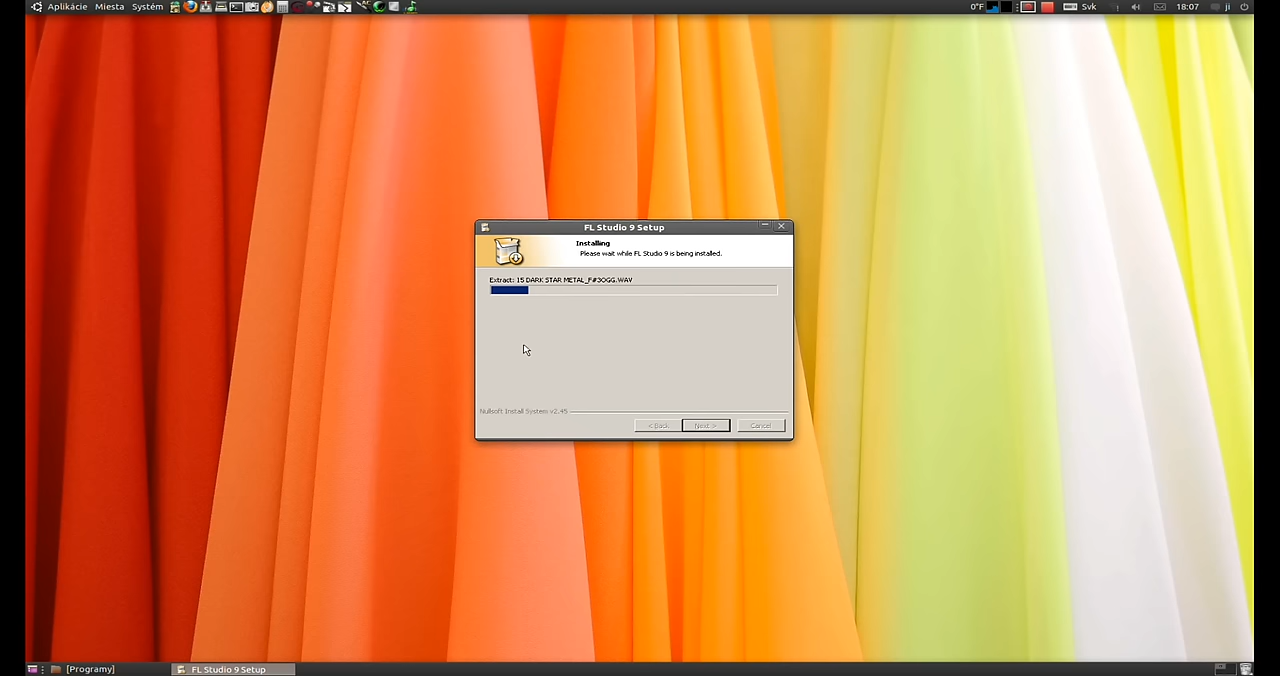 Aplikácie Miesta Systém
0°F Svk 18:07 ji
FL Studio 9 Setup
Installing
Please wait while FL Studio 9 is being installed.
Extract: 15 DARK STAR METAL_F#3OGG.WAV
Nullsoft Install System v2.45
< Back Next > Cancel
[Programy] FL Studio 9 Setup